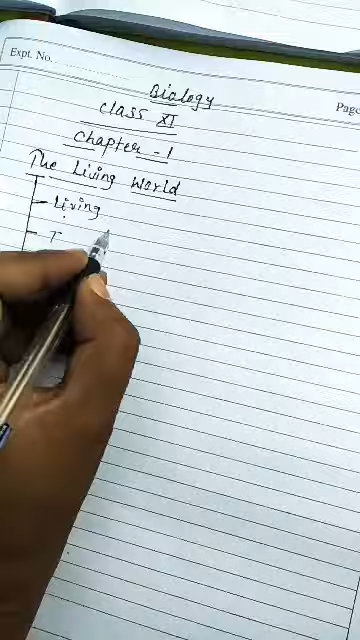 Expt. No.
Page
Biology
Class XI
Chapter - 1
The Living World
Living
T